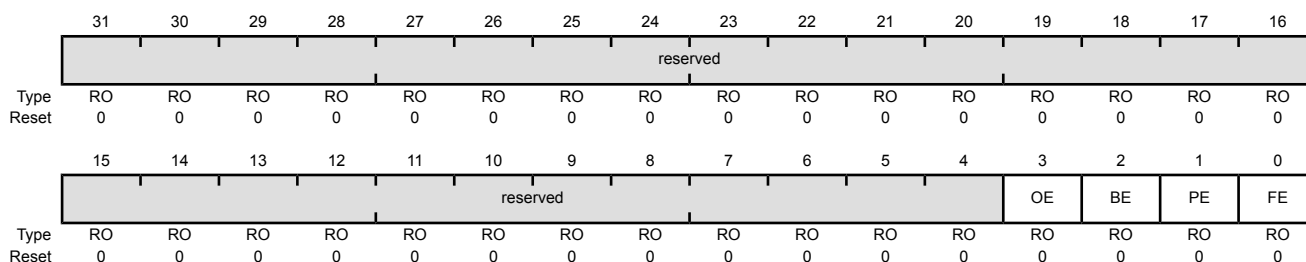 31 30 29 28 27 26 25 24 23 22 21 20 19 18 17 16
reserved
Type RO RO RO RO RO RO RO RO RO RO RO RO RO RO RO RO
Reset 0 0 0 0 0 0 0 0 0 0 0 0 0 0 0 0
15 14 13 12 11 10 9 8 7 6 5 4 3 2 1 0
reserved OE BE PE FE
Type RO RO RO RO RO RO RO RO RO RO RO RO RO RO RO RO
Reset 0 0 0 0 0 0 0 0 0 0 0 0 0 0 0 0